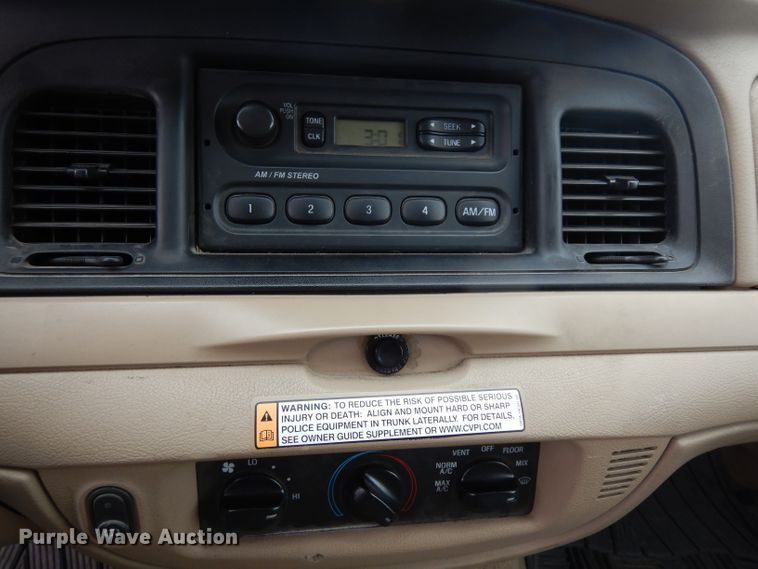 VOL
PUSH
ON
TONE
CLK
3:01
SEEK
TUNE
AM / FM STEREO
1 2 3 4 AM/FM
WARNING: TO REDUCE THE RISK OF POSSIBLE SERIOUS
INJURY OR DEATH: ALIGN AND MOUNT HARD OR SHARP
POLICE EQUIPMENT IN TRUNK LATERALLY. FOR DETAILS,
SEE OWNER GUIDE SUPPLEMENT OR WWW.CVPI.COM
LO
HI
VENT OFF FLOOR
NORM
A/C
MIX
MAX
A/C
Purple Wave Auction